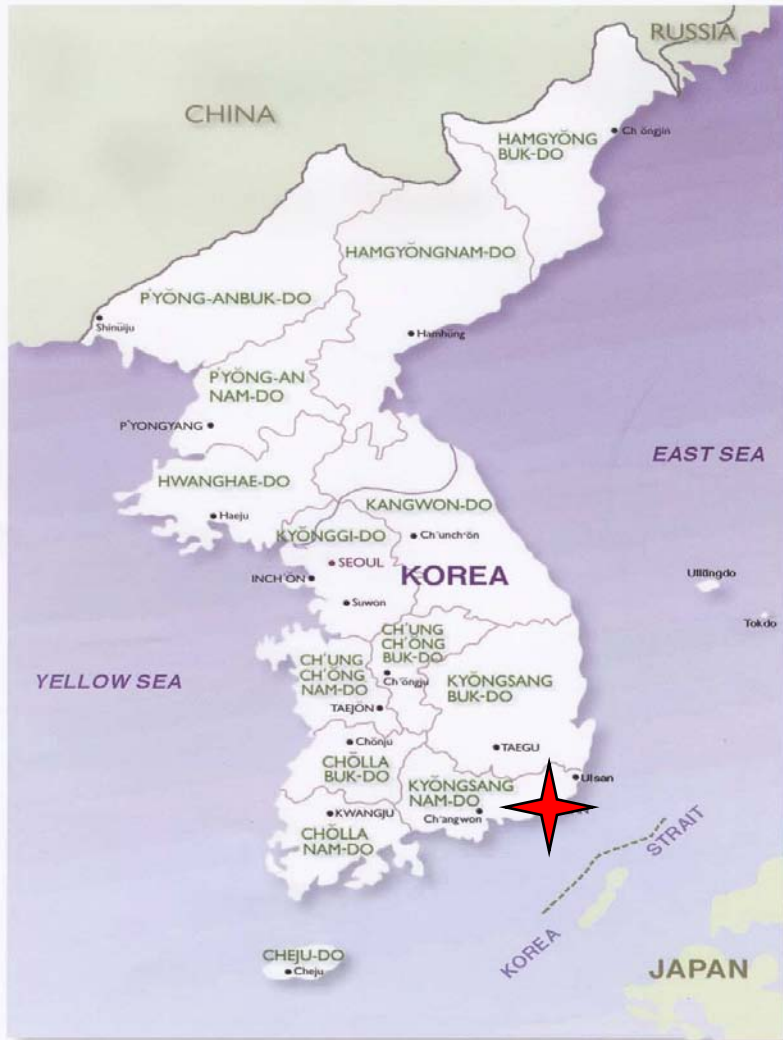 RUSSIA
CHINA
Ch'ŏngjin
HAMGYŎNG
BUK-DO
HAMGYŎNGNAM-DO
P'YŎNG-ANBUK-DO
Shinŭiju
Hamhŭng
P'YŎNG-AN
NAM-DO
P'YONGYANG
EAST SEA
HWANGHAE-DO
KANGWON-DO
Haeju
KYŎNGGI-DO
Ch'unch'ŏn
SEOUL
KOREA
INCH'ŎN
Ullŭngdo
Suwon
Tokdo
CH'UNG
CH'ŎNG
BUK-DO
CH'UNG
CH'ŎNG
NAM-DO
Ch'ŏngju
KYŎNGSANG
BUK-DO
YELLOW SEA
TAEJŎN
Chŏnju
TAEGU
CHŎLLA
BUK-DO
KYŎNGSANG
NAM-DO
Ulsan
Ch'angwon
KWANGJU
CHŎLLA
NAM-DO
KOREA STRAIT
CHEJU-DO
Cheju
JAPAN